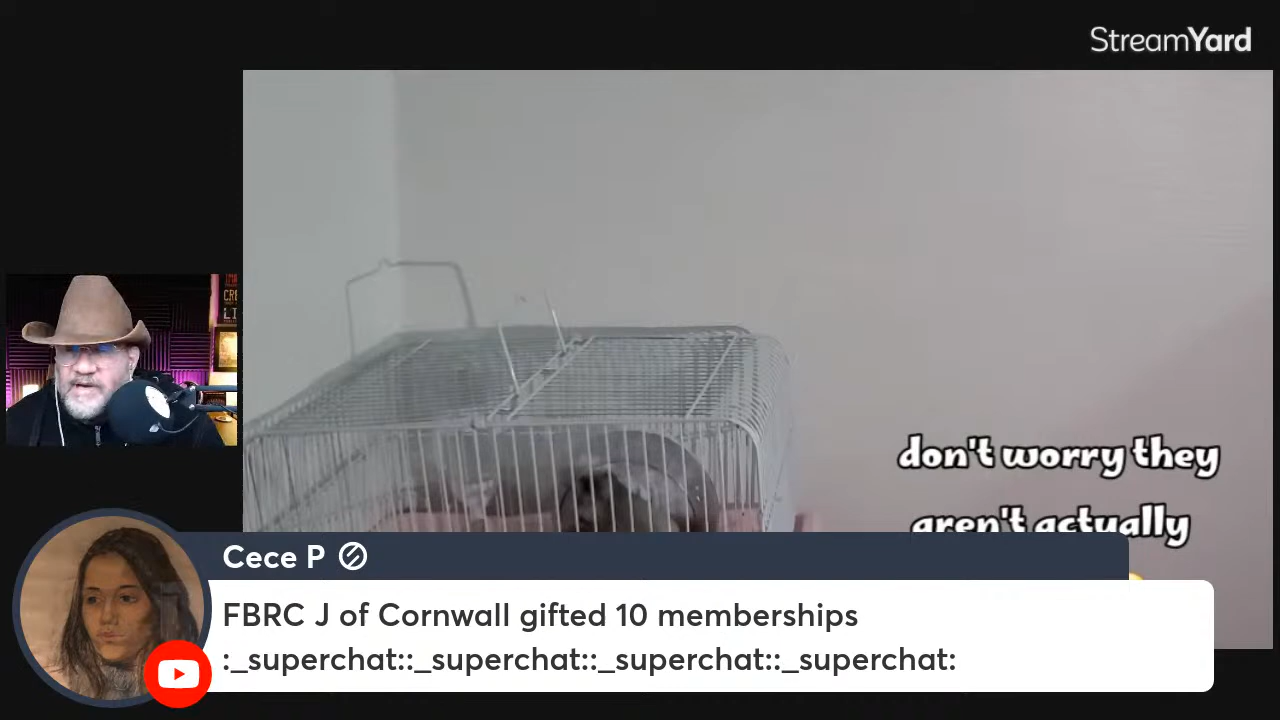 StreamYard
don't worry they
aren't actually
Cece P
FBRC J of Cornwall gifted 10 memberships
:_superchat::_superchat::_superchat::_superchat: